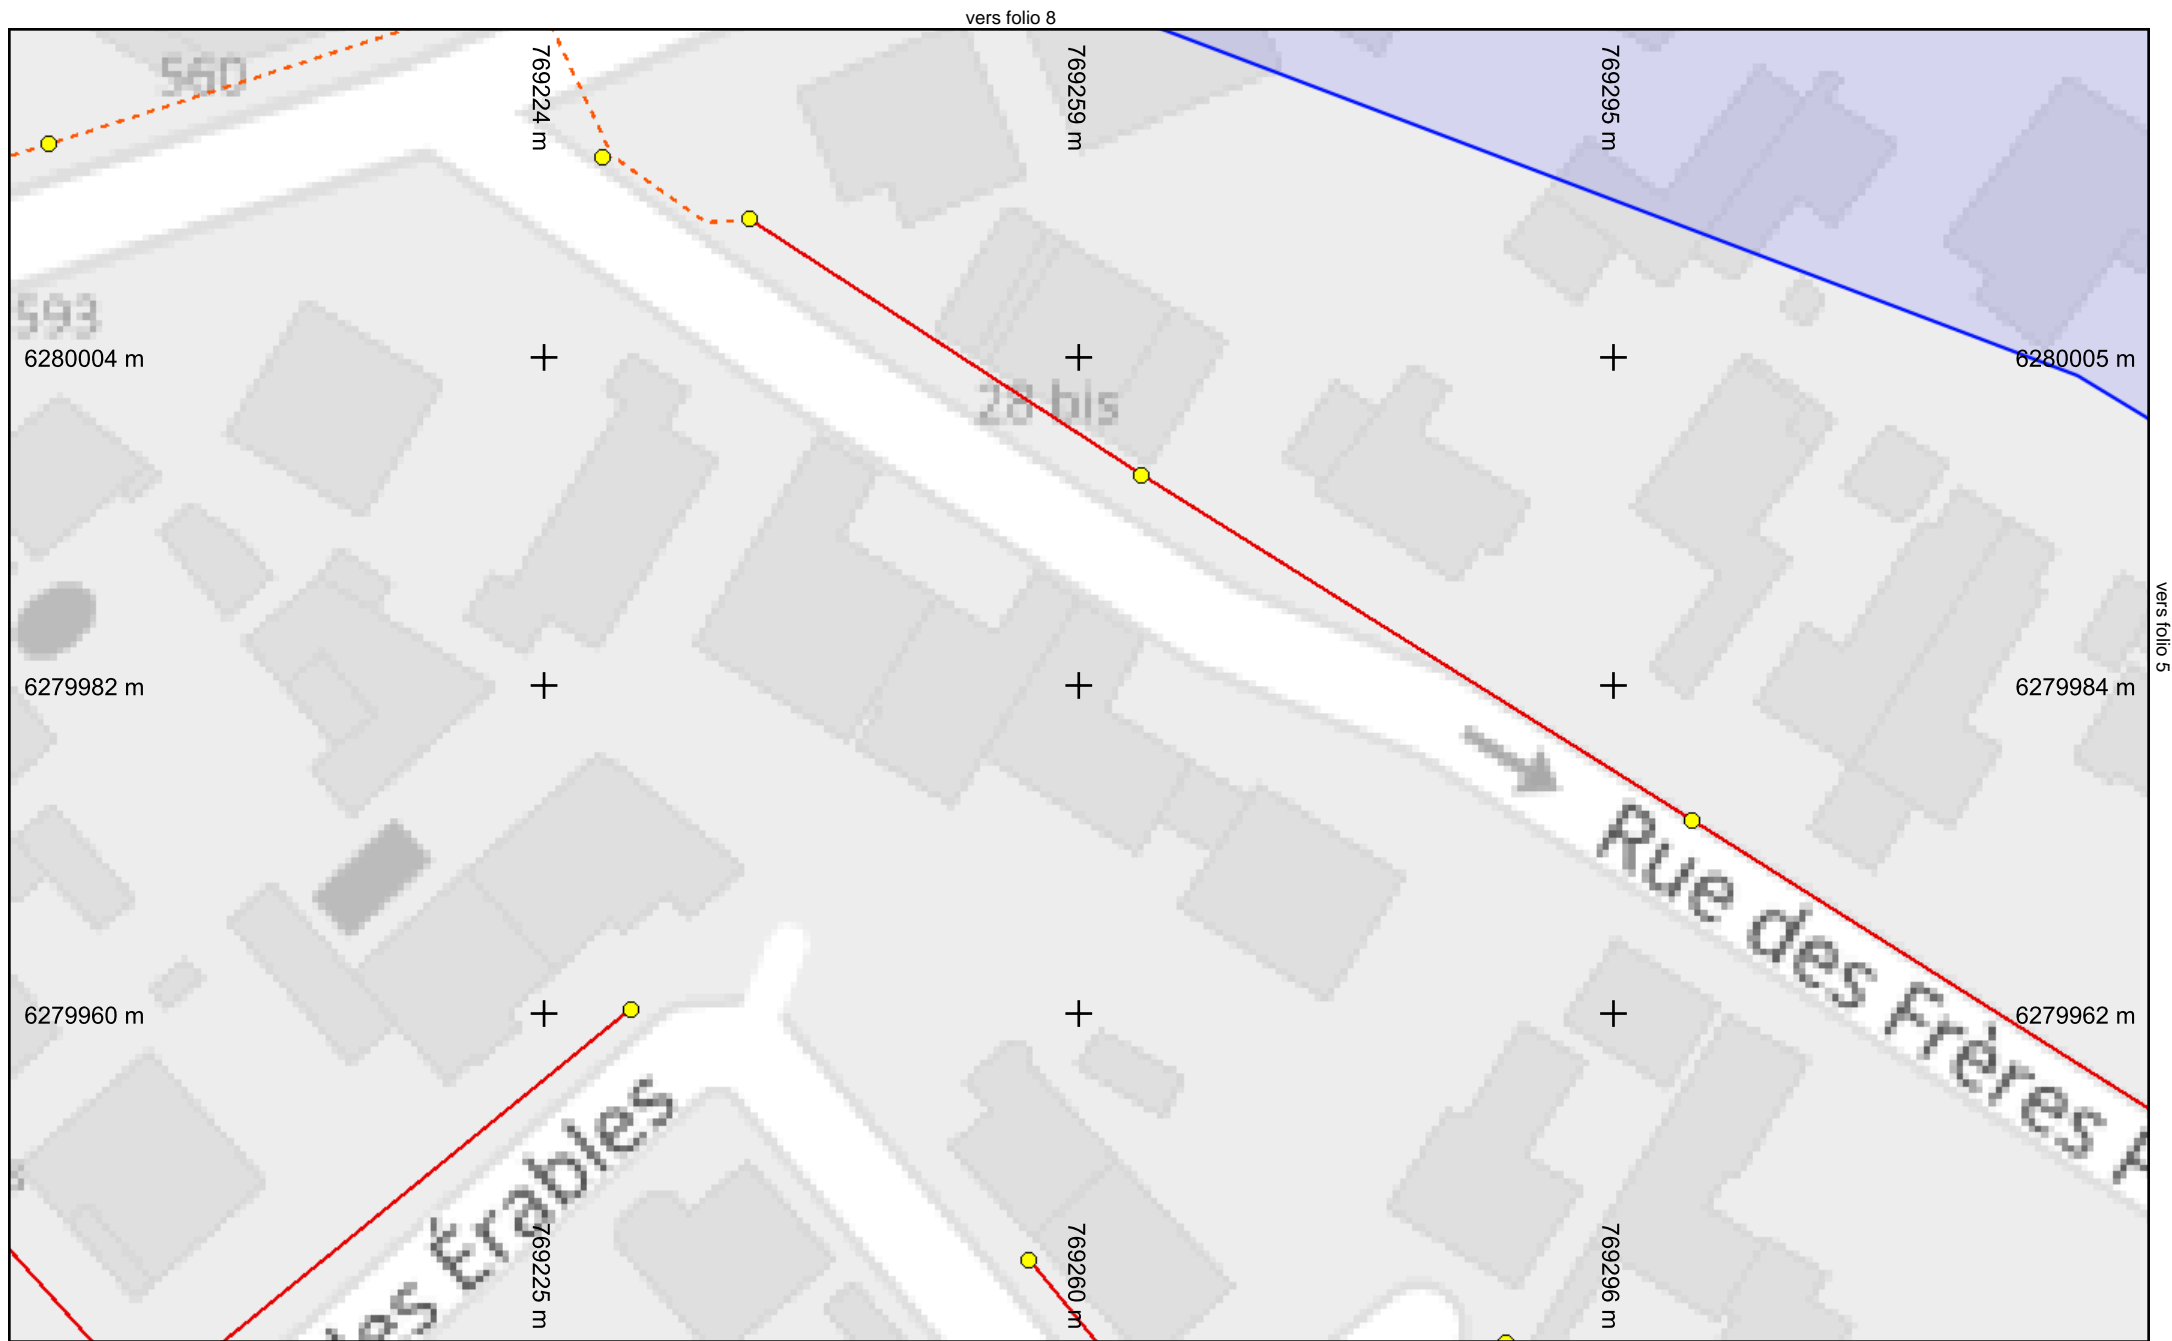 vers folio 8
560
769224 m
769259 m
769295 m
593
6280004 m
6280005 m
28 bis
vers folio 5
6279982 m
6279984 m
Rue des Frères
6279960 m
6279962 m
les Érables
769225 m
769260 m
769296 m